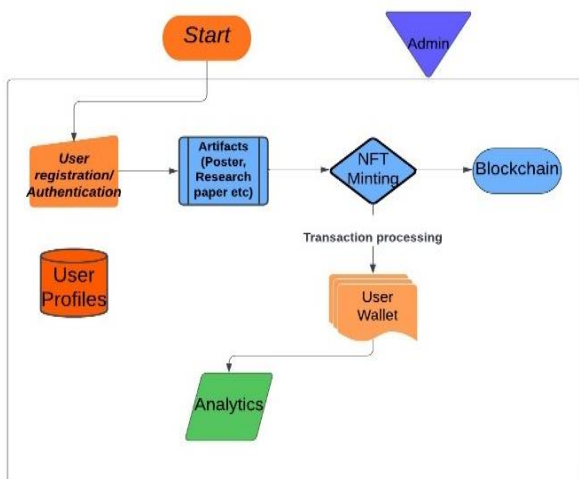 Start
Admin
User
registration/
Authentication
Artifacts
(Poster,
Research
paper etc)
NFT
Minting
Blockchain
Transaction processing
User
Profiles
User
Wallet
Analytics